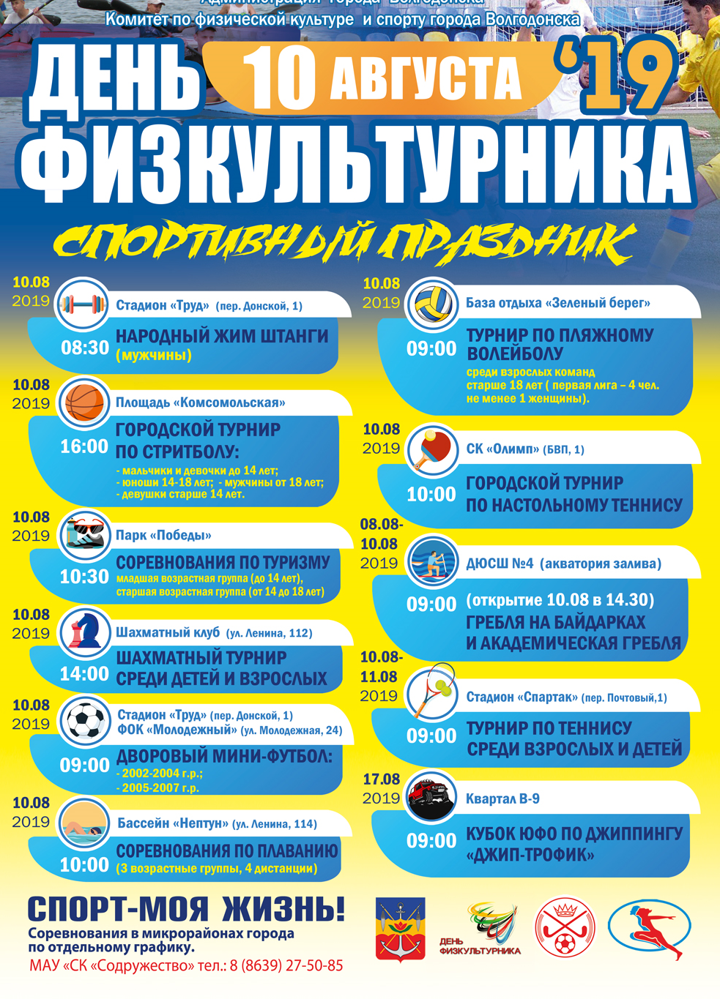 Администрация города Волгодонска
Комитет по физической культуре и спорту города Волгодонска
ДЕНЬ
10 АВГУСТА
‘19
ФИЗКУЛЬТУРНИКА
СПОРТИВНЫЙ ПРАЗДНИК
10.08
2019
Стадион «Труд» (пер. Донской, 1)
08:30
НАРОДНЫЙ ЖИМ ШТАНГИ
(мужчины)
10.08
2019
Площадь «Комсомольская»
16:00
ГОРОДСКОЙ ТУРНИР
ПО СТРИТБОЛУ:
- мальчики и девочки до 14 лет;
- юноши 14-18 лет; - мужчины от 18 лет;
- девушки старше 14 лет.
10.08
2019
Парк «Победы»
10:30
СОРЕВНОВАНИЯ ПО ТУРИЗМУ
младшая возрастная группа (до 14 лет),
старшая возрастная группа (от 14 до 18 лет)
10.08
2019
Шахматный клуб (ул. Ленина, 112)
14:00
ШАХМАТНЫЙ ТУРНИР
СРЕДИ ДЕТЕЙ И ВЗРОСЛЫХ
10.08
2019
Стадион «Труд» (пер. Донской, 1)
ФОК «Молодежный» (ул. Молодежная, 24)
09:00
ДВОРОВЫЙ МИНИ-ФУТБОЛ:
- 2002-2004 г.р.;
- 2005-2007 г.р.
10.08
2019
Бассейн «Нептун» (ул. Ленина, 114)
10:00
СОРЕВНОВАНИЯ ПО ПЛАВАНИЮ
(3 возрастные группы, 4 дистанции)
10.08
2019
База отдыха «Зеленый берег»
09:00
ТУРНИР ПО ПЛЯЖНОМУ
ВОЛЕЙБОЛУ
среди взрослых команд
старше 18 лет ( первая лига – 4 чел.
не менее 1 женщины).
10.08
2019
СК «Олимп» (БВП, 1)
10:00
ГОРОДСКОЙ ТУРНИР
ПО НАСТОЛЬНОМУ ТЕННИСУ
08.08-
10.08
2019
ДЮСШ №4 (акватория залива)
09:00
(открытие 10.08 в 14.30)
ГРЕБЛЯ НА БАЙДАРКАХ
И АКАДЕМИЧЕСКАЯ ГРЕБЛЯ
10.08-
11.08
2019
Стадион «Спартак» (пер. Почтовый,1)
09:00
ТУРНИР ПО ТЕННИСУ
СРЕДИ ВЗРОСЛЫХ И ДЕТЕЙ
17.08
2019
Квартал В-9
09:00
КУБОК ЮФО ПО ДЖИППИНГУ
«ДЖИП-ТРОФИК»
СПОРТ-МОЯ ЖИЗНЬ!
Соревнования в микрорайонах города
по отдельному графику.
МАУ «СК «Содружество» тел.: 8 (8639) 27-50-85
ДЕНЬ
ФИЗКУЛЬТУРНИКА